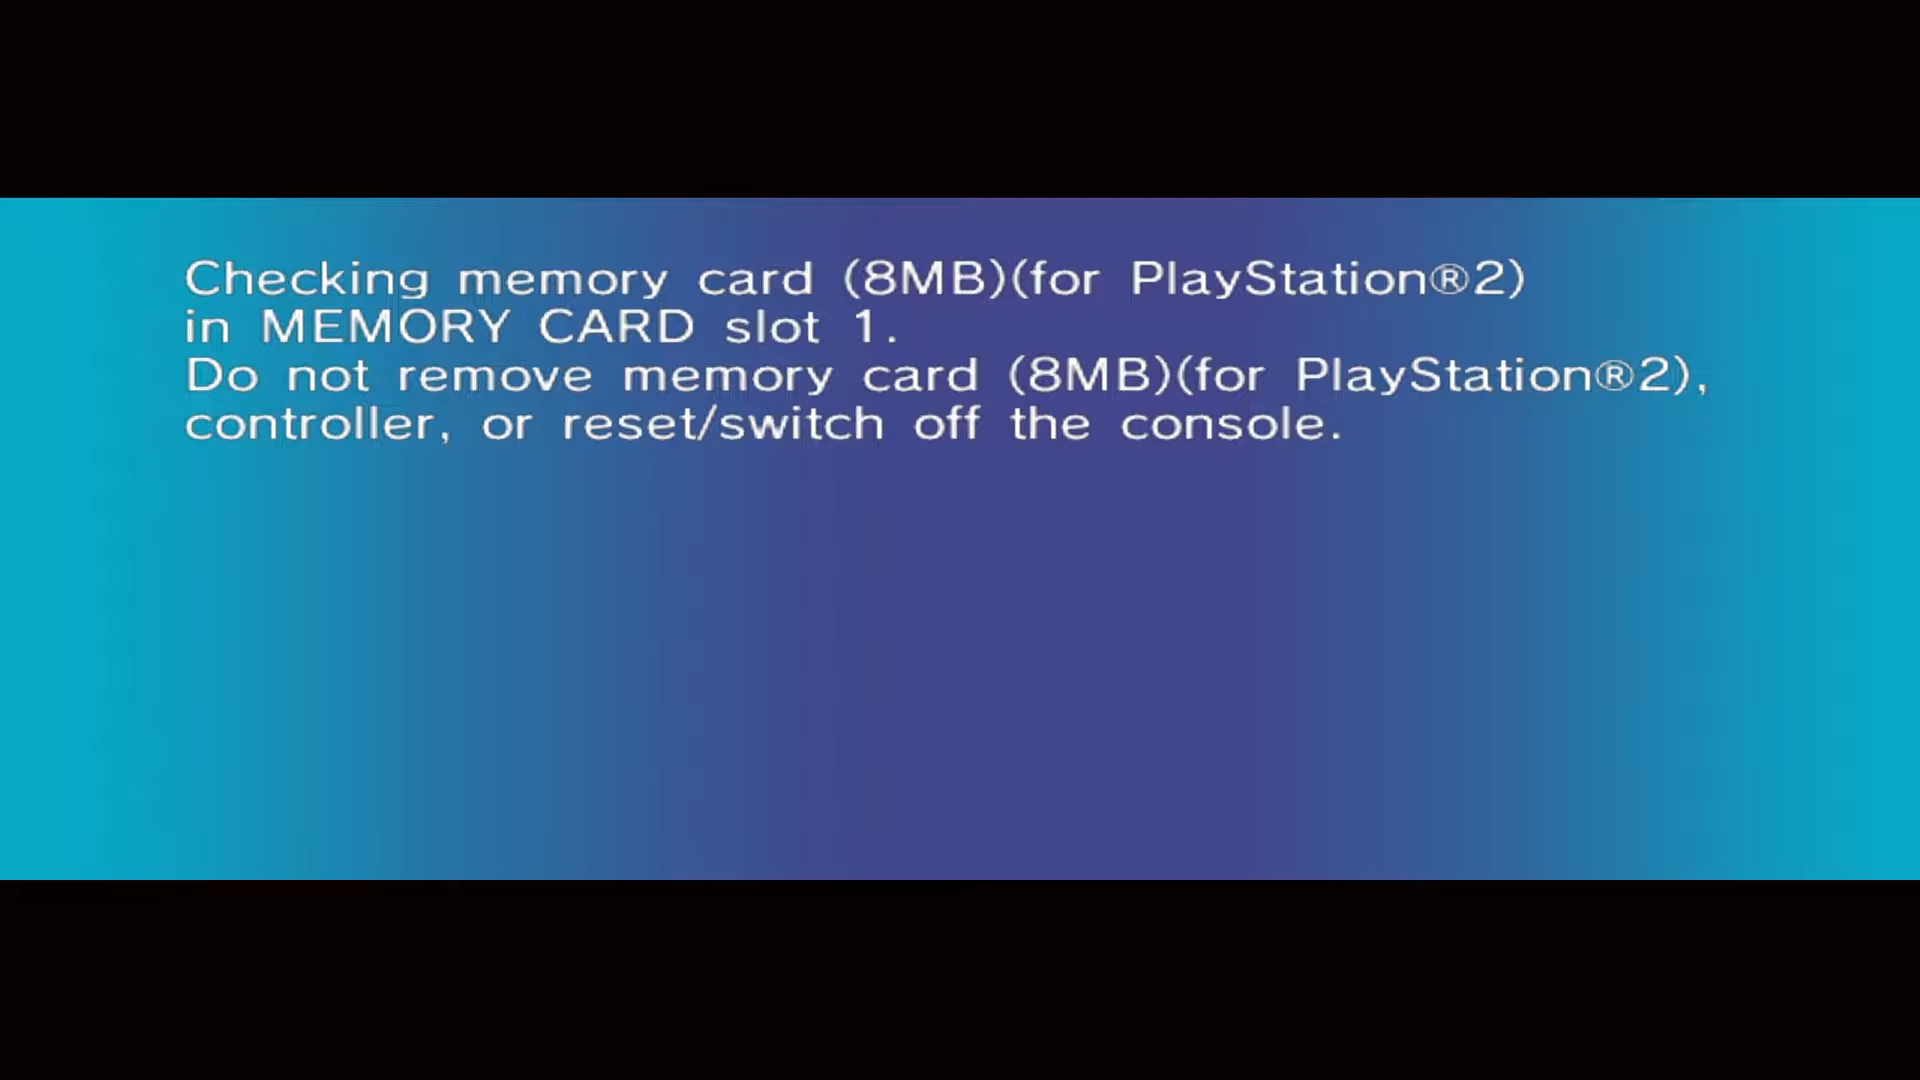 Checking memory card (8MB)(for PlayStation®2)
in MEMORY CARD slot 1.
Do not remove memory card (8MB)(for PlayStation®2),
controller, or reset/switch off the console.